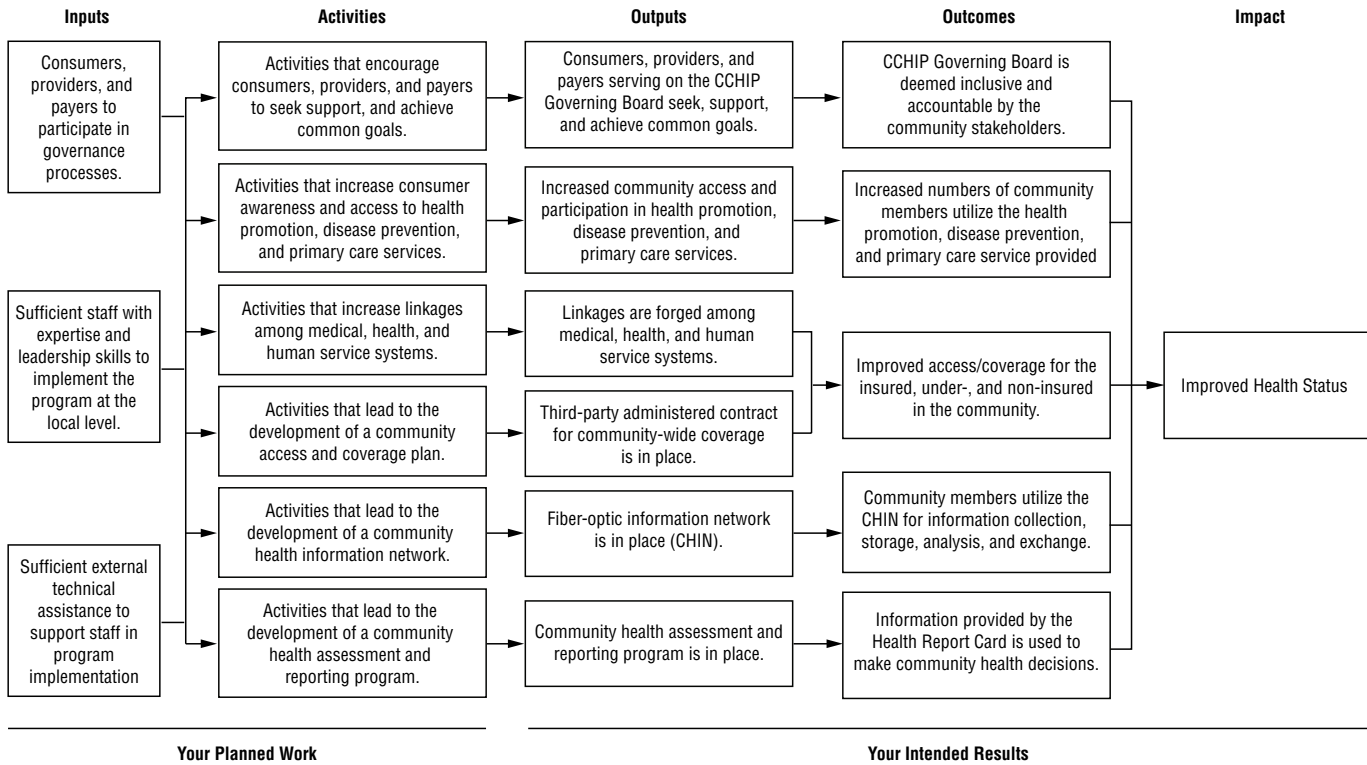 Inputs
Activities
Outputs
Outcomes
Impact
Consumers,
providers, and
payers to
participate in
governance
processes.
Sufficient staff with
expertise and
leadership skills to
implement the
program at the
local level.
Sufficient external
technical
assistance to
support staff in
program
implementation
Activities that encourage
consumers, providers, and payers
to seek support, and achieve
common goals.
Activities that increase consumer
awareness and access to health
promotion, disease prevention,
and primary care services.
Activities that increase linkages
among medical, health, and
human service systems.
Activities that lead to the
development of a community
access and coverage plan.
Activities that lead to the
development of a community
health information network.
Activities that lead to the
development of a community
health assessment and
reporting program.
Consumers, providers, and
payers serving on the CCHIP
Governing Board seek, support,
and achieve common goals.
Increased community access and
participation in health promotion,
disease prevention, and
primary care services.
Linkages are forged among
medical, health, and human
service systems.
Third-party administered contract
for community-wide coverage
is in place.
Fiber-optic information network
is in place (CHIN).
Community health assessment and
reporting program is in place.
CCHIP Governing Board is
deemed inclusive and
accountable by the
community stakeholders.
Increased numbers of community
members utilize the health
promotion, disease prevention,
and primary care service provided
Improved access/coverage for the
insured, under-, and non-insured
in the community.
Community members utilize the
CHIN for information collection,
storage, analysis, and exchange.
Information provided by the
Health Report Card is used to
make community health decisions.
Improved Health Status
Your Planned Work
Your Intended Results